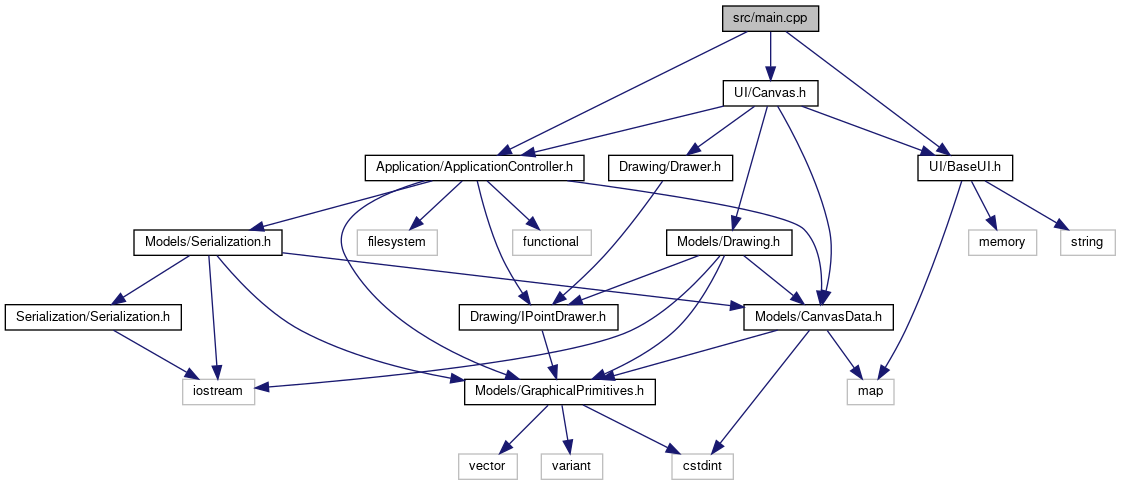 src/main.cpp
UI/Canvas.h
Application/ApplicationController.h
Drawing/Drawer.h
UI/BaseUI.h
Models/Serialization.h
filesystem
functional
Models/Drawing.h
memory
string
Serialization/Serialization.h
Drawing/IPointDrawer.h
Models/CanvasData.h
iostream
Models/GraphicalPrimitives.h
map
vector
variant
cstdint